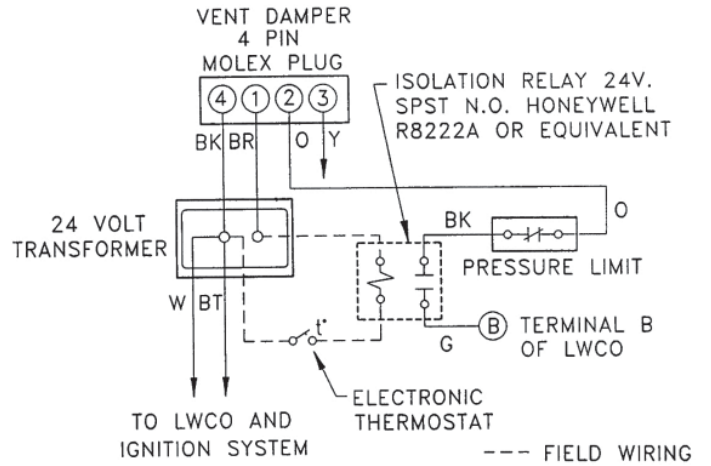 VENT DAMPER
4 PIN
MOLEX PLUG
4 1 2 3
BK BR O Y
ISOLATION RELAY 24V.
SPST N.O. HONEYWELL
R8222A OR EQUIVALENT
24 VOLT
TRANSFORMER
BK
O
PRESSURE LIMIT
W BT
t°
G
B
TERMINAL B
OF LWCO
ELECTRONIC
THERMOSTAT
TO LWCO AND
IGNITION SYSTEM
--- FIELD WIRING